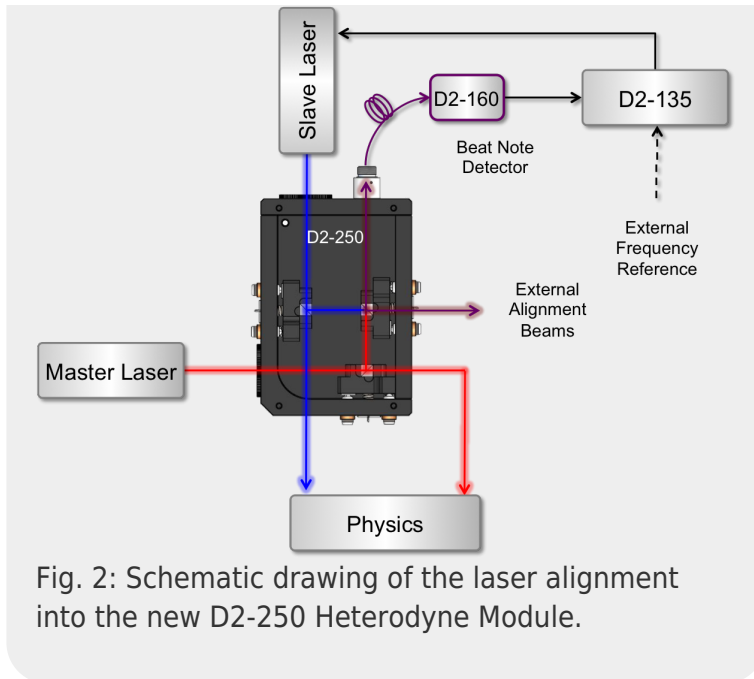 Slave Laser
D2-160
D2-135
Beat Note
Detector
D2-250
External
Frequency
Reference
External
Alignment
Beams
Master Laser
Physics
Fig. 2: Schematic drawing of the laser alignment
into the new D2-250 Heterodyne Module.